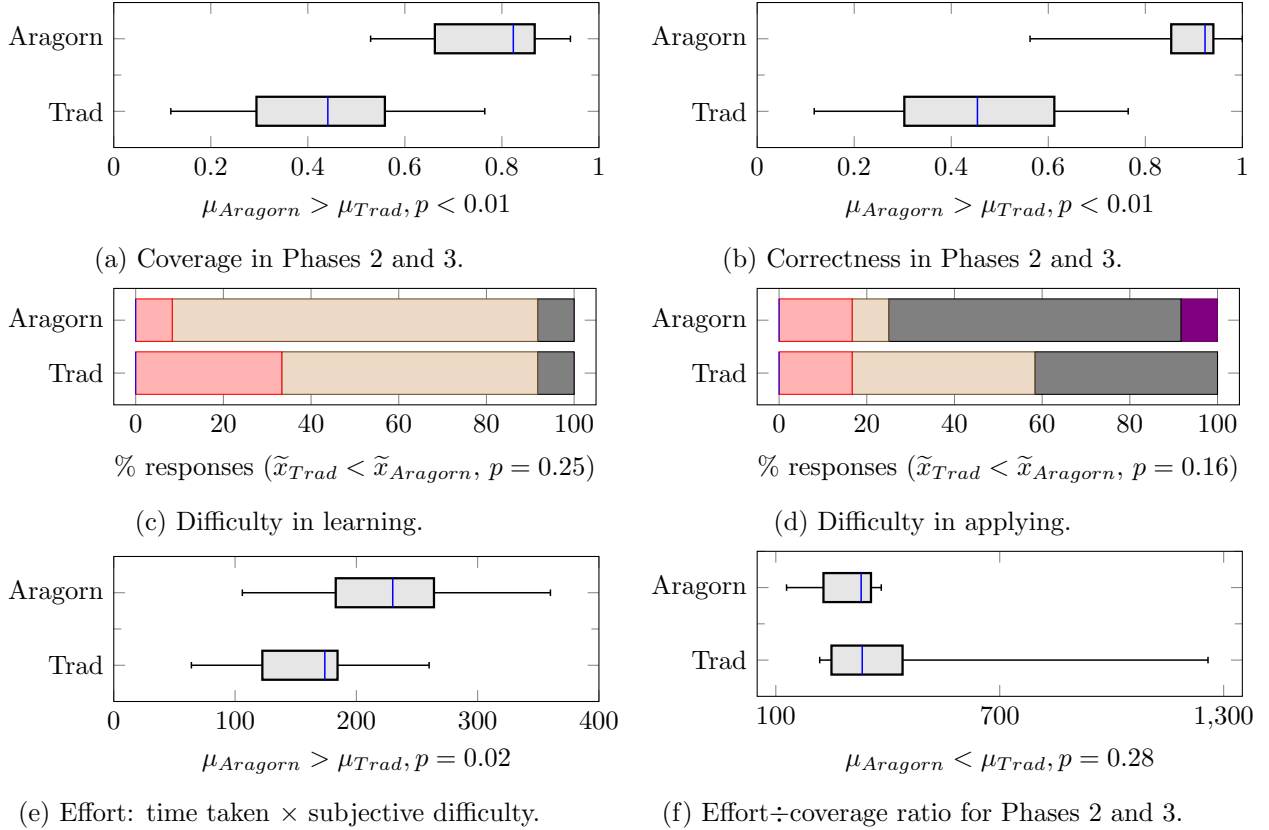 Aragorn
Trad
0 0.2 0.4 0.6 0.8 1
μ_Aragorn > μ_Trad, p < 0.01
(a) Coverage in Phases 2 and 3.
Aragorn
Trad
0 0.2 0.4 0.6 0.8 1
μ_Aragorn > μ_Trad, p < 0.01
(b) Correctness in Phases 2 and 3.
Aragorn
Trad
0 20 40 60 80 100
% responses (x̃_Trad < x̃_Aragorn, p = 0.25)
(c) Difficulty in learning.
Aragorn
Trad
0 20 40 60 80 100
% responses (x̃_Trad < x̃_Aragorn, p = 0.16)
(d) Difficulty in applying.
Aragorn
Trad
0 100 200 300 400
μ_Aragorn > μ_Trad, p = 0.02
(e) Effort: time taken × subjective difficulty.
Aragorn
Trad
100 700 1,300
μ_Aragorn < μ_Trad, p = 0.28
(f) Effort÷coverage ratio for Phases 2 and 3.